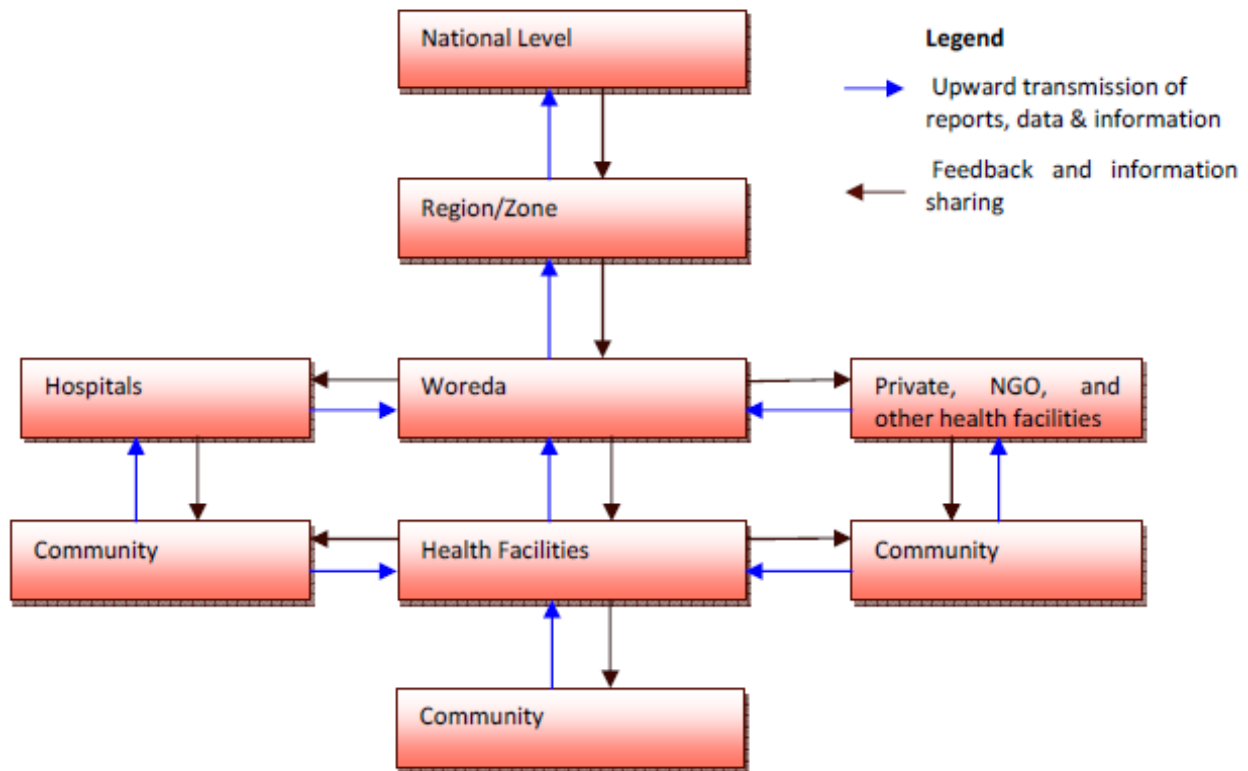 National Level
Legend
Upward transmission of
reports, data & information
Feedback and information
sharing
Region/Zone
Hospitals
Woreda
Private, NGO, and
other health facilities
Community
Health Facilities
Community
Community